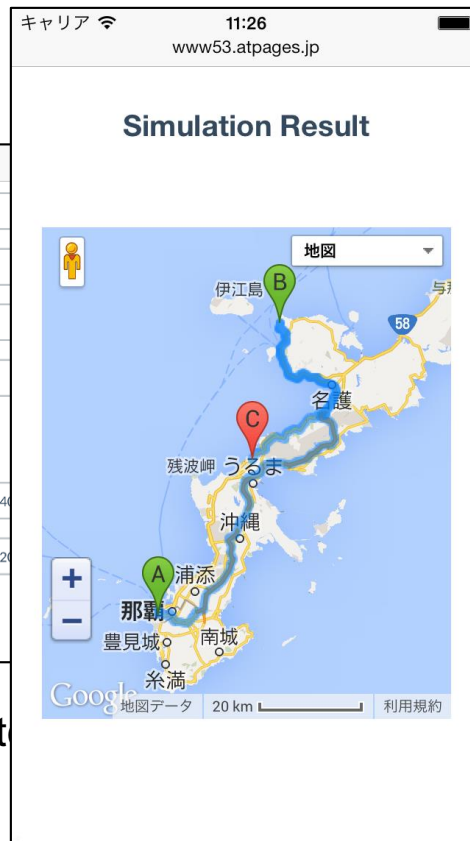 キャリア 11:26
www53.atpages.jp
Simulation Result
地図
伊江島
B
58
名護
C
残波岬 うるま
沖縄
A
浦添
那覇
豊見城
南城
糸満
+
−
Google
地図データ 20 km 利用規約